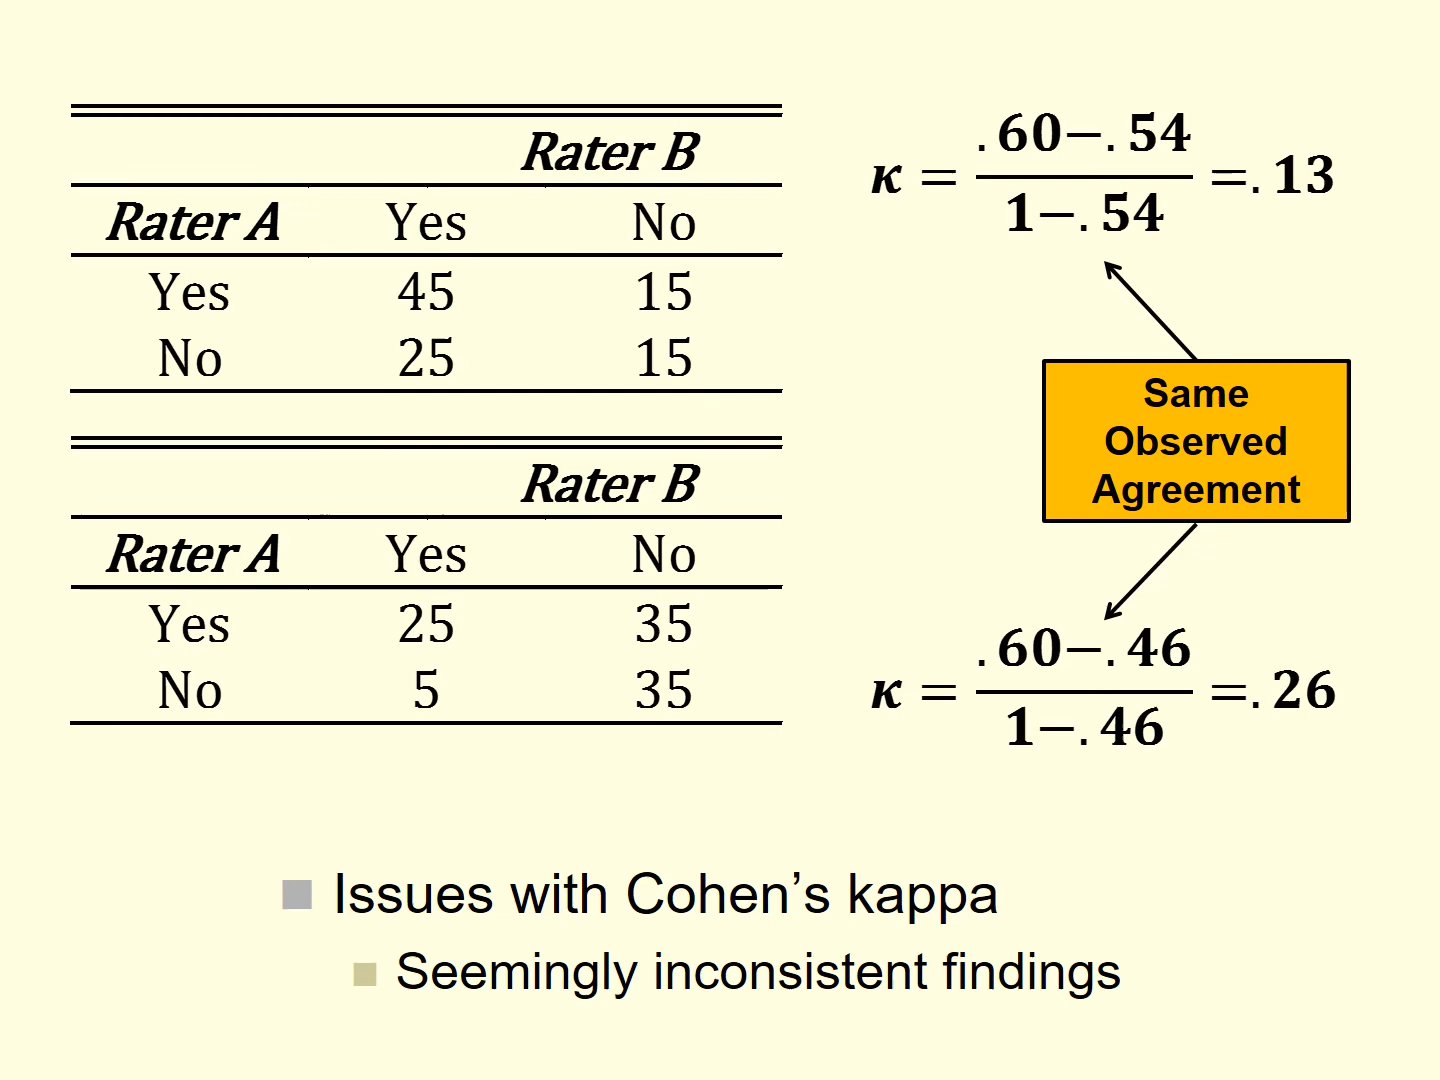 Rater B
Rater A Yes No
Yes 45 15
No 25 15
κ = .60−.54 / 1−.54 =.13
Same
Observed
Agreement
Rater B
Rater A Yes No
Yes 25 35
No 5 35
κ = .60−.46 / 1−.46 =.26
Issues with Cohen’s kappa
Seemingly inconsistent findings